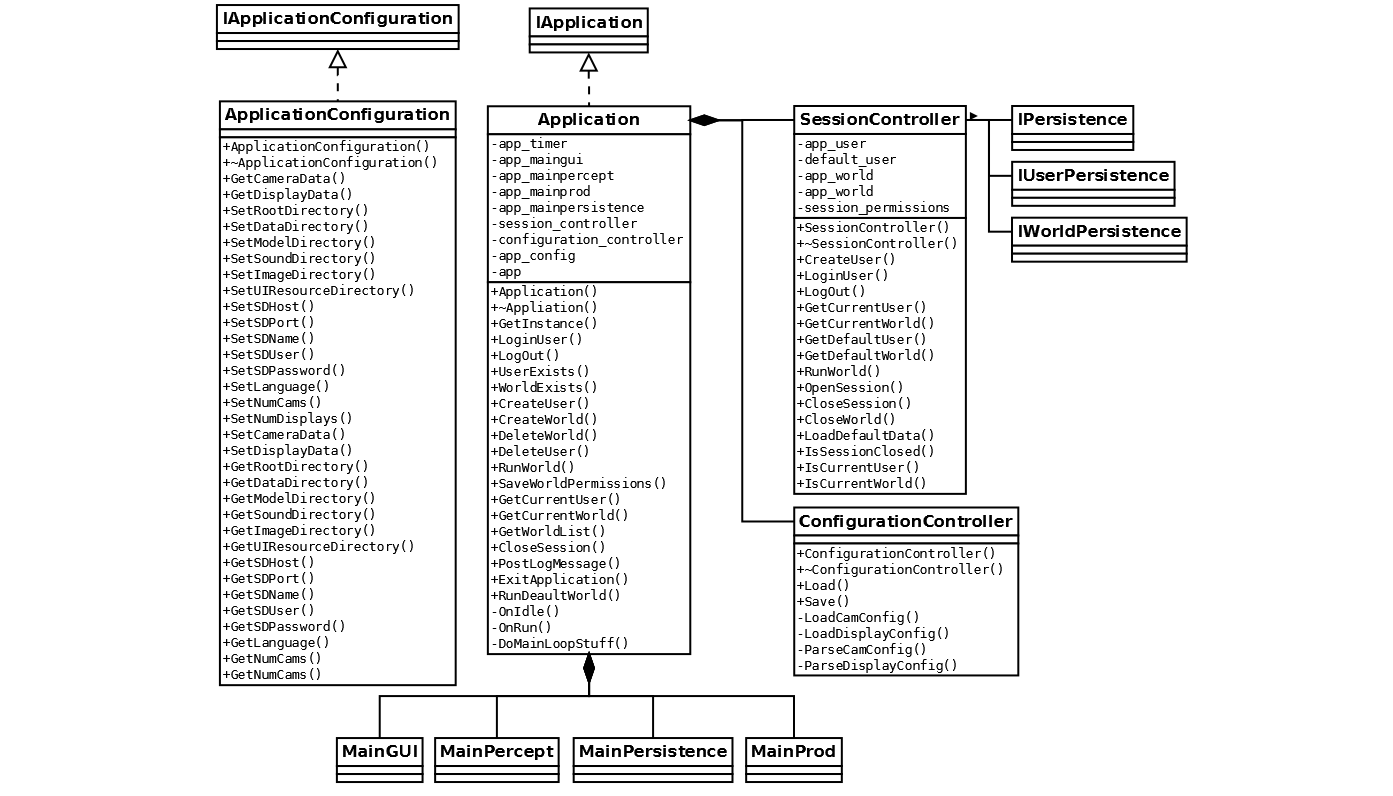 IApplicationConfiguration
ApplicationConfiguration
+ApplicationConfiguration()
+~ApplicationConfiguration()
+GetCameraData()
+GetDisplayData()
+SetRootDirectory()
+SetDataDirectory()
+SetModelDirectory()
+SetSoundDirectory()
+SetImageDirectory()
+SetUIResourceDirectory()
+SetSDHost()
+SetSDPort()
+SetSDName()
+SetSDUser()
+SetSDPassword()
+SetLanguage()
+SetNumCams()
+SetNumDisplays()
+SetCameraData()
+SetDisplayData()
+GetRootDirectory()
+GetDataDirectory()
+GetModelDirectory()
+GetSoundDirectory()
+GetImageDirectory()
+GetUIResourceDirectory()
+GetSDHost()
+GetSDPort()
+GetSDName()
+GetSDUser()
+GetSDPassword()
+GetLanguage()
+GetNumCams()
+GetNumCams()
IApplication
Application
-app_timer
-app_maingui
-app_mainpercept
-app_mainprod
-app_mainpersistence
-session_controller
-configuration_controller
-app_config
-app
+Application()
+~Appliation()
+GetInstance()
+LoginUser()
+LogOut()
+UserExists()
+WorldExists()
+CreateUser()
+CreateWorld()
+DeleteWorld()
+DeleteUser()
+RunWorld()
+SaveWorldPermissions()
+GetCurrentUser()
+GetCurrentWorld()
+GetWorldList()
+CloseSession()
+PostLogMessage()
+ExitApplication()
+RunDeaultWorld()
-OnIdle()
-OnRun()
-DoMainLoopStuff()
SessionController
-app_user
-default_user
-app_world
-app_world
-session_permissions
+SessionController()
+~SessionController()
+CreateUser()
+LoginUser()
+LogOut()
+GetCurrentUser()
+GetCurrentWorld()
+GetDefaultUser()
+GetDefaultWorld()
+RunWorld()
+OpenSession()
+CloseSession()
+CloseWorld()
+LoadDefaultData()
+IsSessionClosed()
+IsCurrentUser()
+IsCurrentWorld()
IPersistence
IUserPersistence
IWorldPersistence
ConfigurationController
+ConfigurationController()
+~ConfigurationController()
+Load()
+Save()
-LoadCamConfig()
-LoadDisplayConfig()
-ParseCamConfig()
-ParseDisplayConfig()
MainGUI
MainPercept
MainPersistence
MainProd